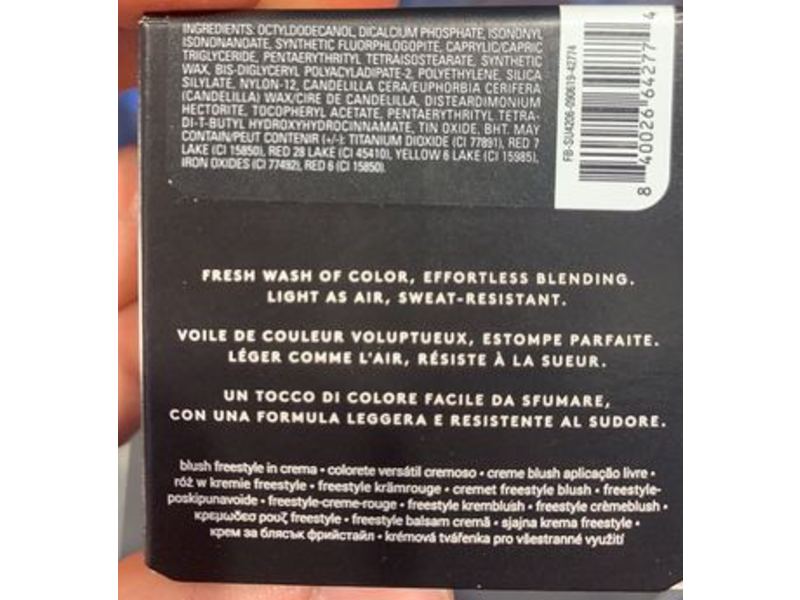 INGREDIENTS: OCTYLDODECANOL, DICALCIUM PHOSPHATE, ISONONYL
ISONONANOATE, SYNTHETIC FLUORPHLOGOPITE, CAPRYLIC/CAPRIC
TRIGLYCERIDE, PENTAERYTHRITYL TETRAISOSTEARATE, SYNTHETIC
WAX, BIS-DIGLYCERYL POLYACYLADIPATE-2, POLYETHYLENE, SILICA
SILYLATE, NYLON-12, CANDELILLA CERA/EUPHORBIA CERIFERA
(CANDELILLA) WAX/CIRE DE CANDELILLA, DISTEARDIMONIUM
HECTORITE, TOCOPHERYL ACETATE, PENTAERYTHRITYL TETRA-
DI-T-BUTYL HYDROXYHYDROCINNAMATE, TIN OXIDE, BHT. MAY
CONTAIN/PEUT CONTENIR (+/-): TITANIUM DIOXIDE (CI 77891), RED 7
LAKE (CI 15850), RED 28 LAKE (CI 45410), YELLOW 6 LAKE (CI 15985),
IRON OXIDES (CI 77492), RED 6 (CI 15850).
FB-SU4206-090619-42774
8 40026 64277 4
FRESH WASH OF COLOR, EFFORTLESS BLENDING.
LIGHT AS AIR, SWEAT-RESISTANT.
VOILE DE COULEUR VOLUPTUEUX, ESTOMPE PARFAITE.
LÉGER COMME L'AIR, RÉSISTE À LA SUEUR.
UN TOCCO DI COLORE FACILE DA SFUMARE,
CON UNA FORMULA LEGGERA E RESISTENTE AL SUDORE.
blush freestyle in crema • colorete versátil cremoso • creme blush aplicação livre •
róż w kremie freestyle • freestyle krämrouge • cremet freestyle blush • freestyle-
poskipunavoide • freestyle-creme-rouge • freestyle kremblush • freestyle crèmeblush •
κρεμώδες ρουζ freestyle • freestyle balsam cremă • sjajna krema freestyle •
крем за блясък фрийстайл • krémová tvářenka pro všestranné využití